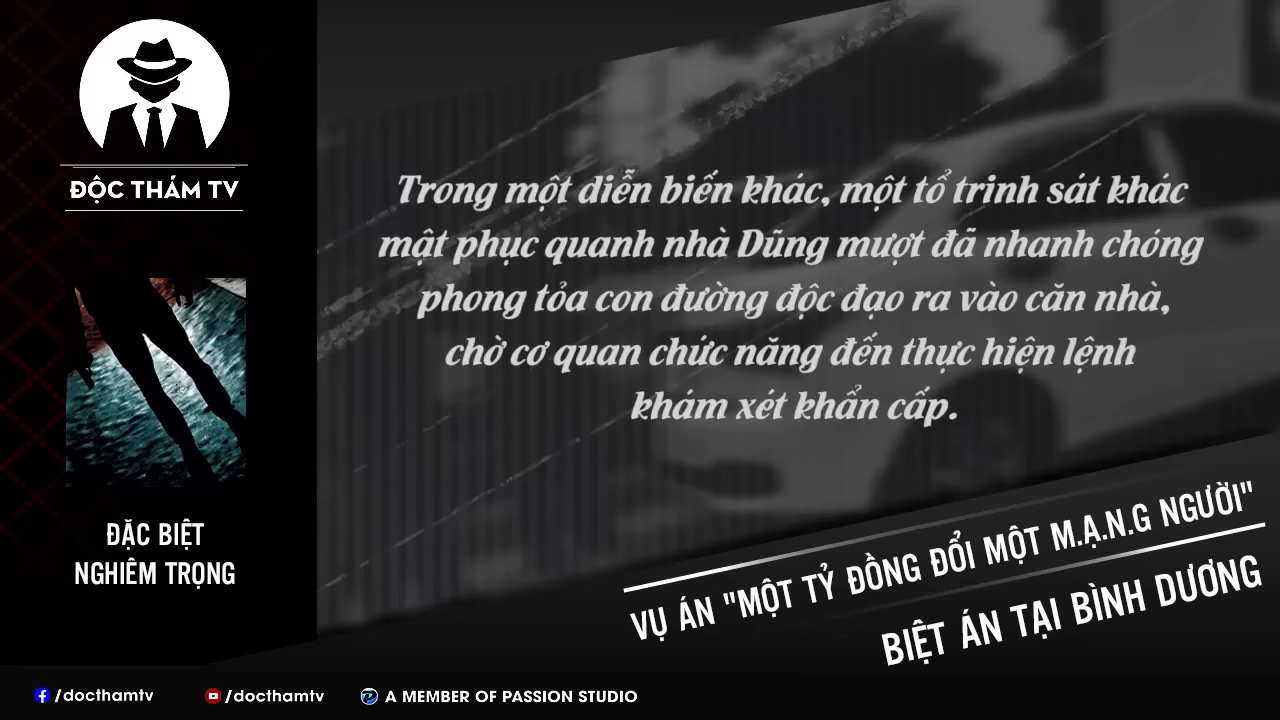 ĐỘC THÁM TV
ĐẶC BIỆT
NGHIÊM TRỌNG
Trong một diễn biến khác, một tổ trinh sát khác
mật phục quanh nhà Dũng mượt đã nhanh chóng
phong tỏa con đường độc đạo ra vào căn nhà,
chờ cơ quan chức năng đến thực hiện lệnh
khám xét khẩn cấp.
VỤ ÁN "MỘT TỶ ĐỒNG ĐỔI MỘT M.Ạ.N.G NGƯỜI"
BIỆT ÁN TẠI BÌNH DƯƠNG
/docthamtv
/docthamtv
A MEMBER OF PASSION STUDIO